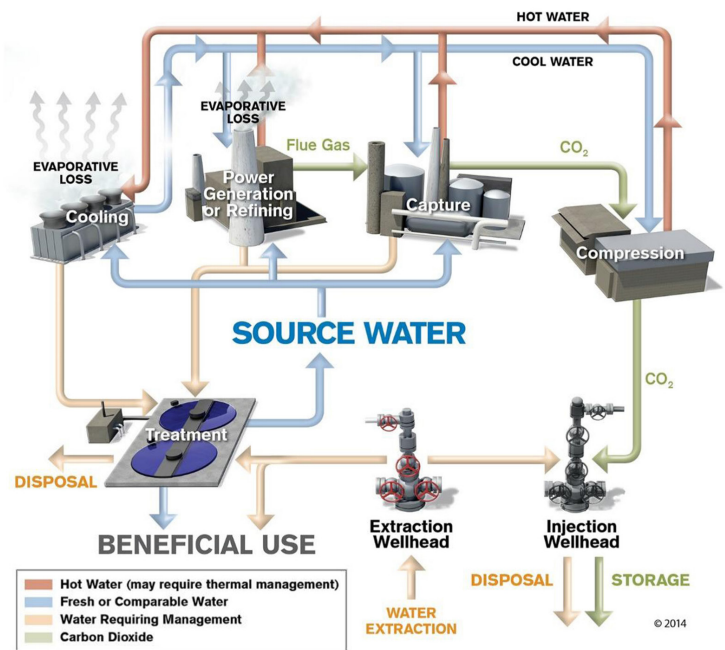 HOT WATER
COOL WATER
EVAPORATIVE
LOSS
Flue Gas
CO₂
EVAPORATIVE
LOSS
Power
Generation
or Refining
Cooling
Capture
Compression
SOURCE WATER
CO₂
Treatment
DISPOSAL
BENEFICIAL USE
Extraction
Wellhead
Injection
Wellhead
Hot Water (may require thermal management)
Fresh or Comparable Water
Water Requiring Management
Carbon Dioxide
WATER
EXTRACTION
DISPOSAL
STORAGE
© 2014